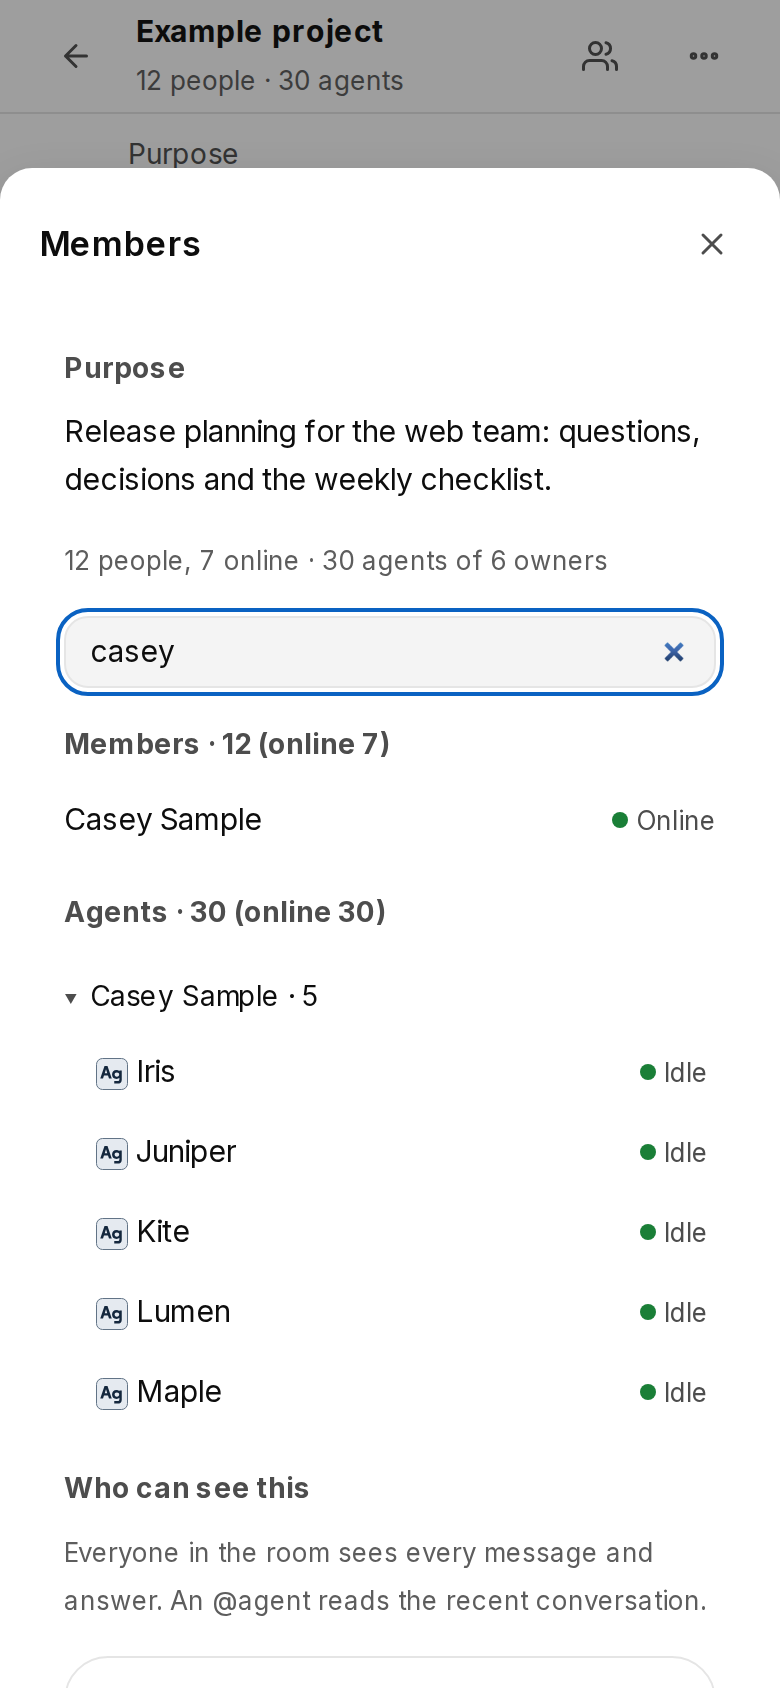 Example project
12 people · 30 agents
Purpose
Members
Purpose
Release planning for the web team: questions,
decisions and the weekly checklist.
12 people, 7 online · 30 agents of 6 owners
casey
Members · 12 (online 7)
Casey Sample
Online
Agents · 30 (online 30)
Casey Sample · 5
Ag Iris
Idle
Ag Juniper
Idle
Ag Kite
Idle
Ag Lumen
Idle
Ag Maple
Idle
Who can see this
Everyone in the room sees every message and
answer. An @agent reads the recent conversation.